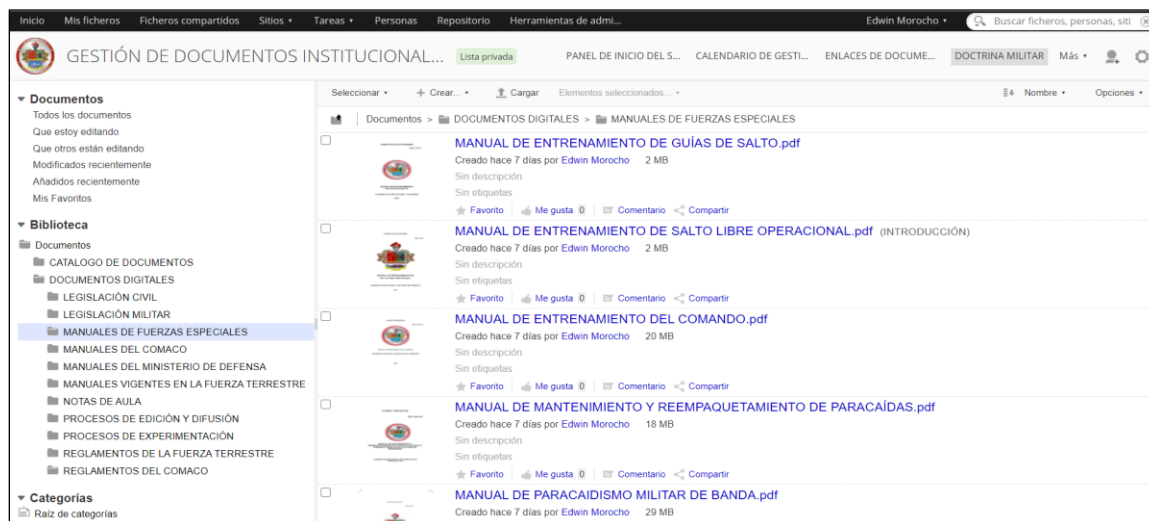 Inicio Mis ficheros Ficheros compartidos Sitios Tareas Personas Repositorio Herramientas de admi... Edwin Morocho Buscar ficheros, personas, siti
GESTIÓN DE DOCUMENTOS INSTITUCIONAL... Lista privada PANEL DE INICIO DEL S... CALENDARIO DE GESTI... ENLACES DE DOCUME... DOCTRINA MILITAR Más
Documentos
Todos los documentos
Que estoy editando
Que otros están editando
Modificados recientemente
Añadidos recientemente
Mis Favoritos
Biblioteca
Documentos
CATALOGO DE DOCUMENTOS
DOCUMENTOS DIGITALES
LEGISLACIÓN CIVIL
LEGISLACIÓN MILITAR
MANUALES DE FUERZAS ESPECIALES
MANUALES DEL COMACO
MANUALES DEL MINISTERIO DE DEFENSA
MANUALES VIGENTES EN LA FUERZA TERRESTRE
NOTAS DE AULA
PROCESOS DE EDICIÓN Y DIFUSIÓN
PROCESOS DE EXPERIMENTACIÓN
REGLAMENTOS DE LA FUERZA TERRESTRE
REGLAMENTOS DEL COMACO
Categorías
Raíz de categorías
Seleccionar + Crear... Cargar Elementos seleccionados... Nombre Opciones
Documentos > DOCUMENTOS DIGITALES > MANUALES DE FUERZAS ESPECIALES
MANUAL DE ENTRENAMIENTO DE GUÍAS DE SALTO.pdf
Creado hace 7 días por Edwin Morocho 2 MB
Sin descripción
Sin etiquetas
Favorito Me gusta 0 Comentario Compartir
MANUAL DE ENTRENAMIENTO DE SALTO LIBRE OPERACIONAL.pdf (INTRODUCCIÓN)
Creado hace 7 días por Edwin Morocho 2 MB
Sin descripción
Sin etiquetas
Favorito Me gusta 0 Comentario Compartir
MANUAL DE ENTRENAMIENTO DEL COMANDO.pdf
Creado hace 7 días por Edwin Morocho 20 MB
Sin descripción
Sin etiquetas
Favorito Me gusta 0 Comentario Compartir
MANUAL DE MANTENIMIENTO Y REEMPAQUETAMIENTO DE PARACAÍDAS.pdf
Creado hace 7 días por Edwin Morocho 18 MB
Sin descripción
Sin etiquetas
Favorito Me gusta 0 Comentario Compartir
MANUAL DE PARACAIDISMO MILITAR DE BANDA.pdf
Creado hace 7 días por Edwin Morocho 29 MB